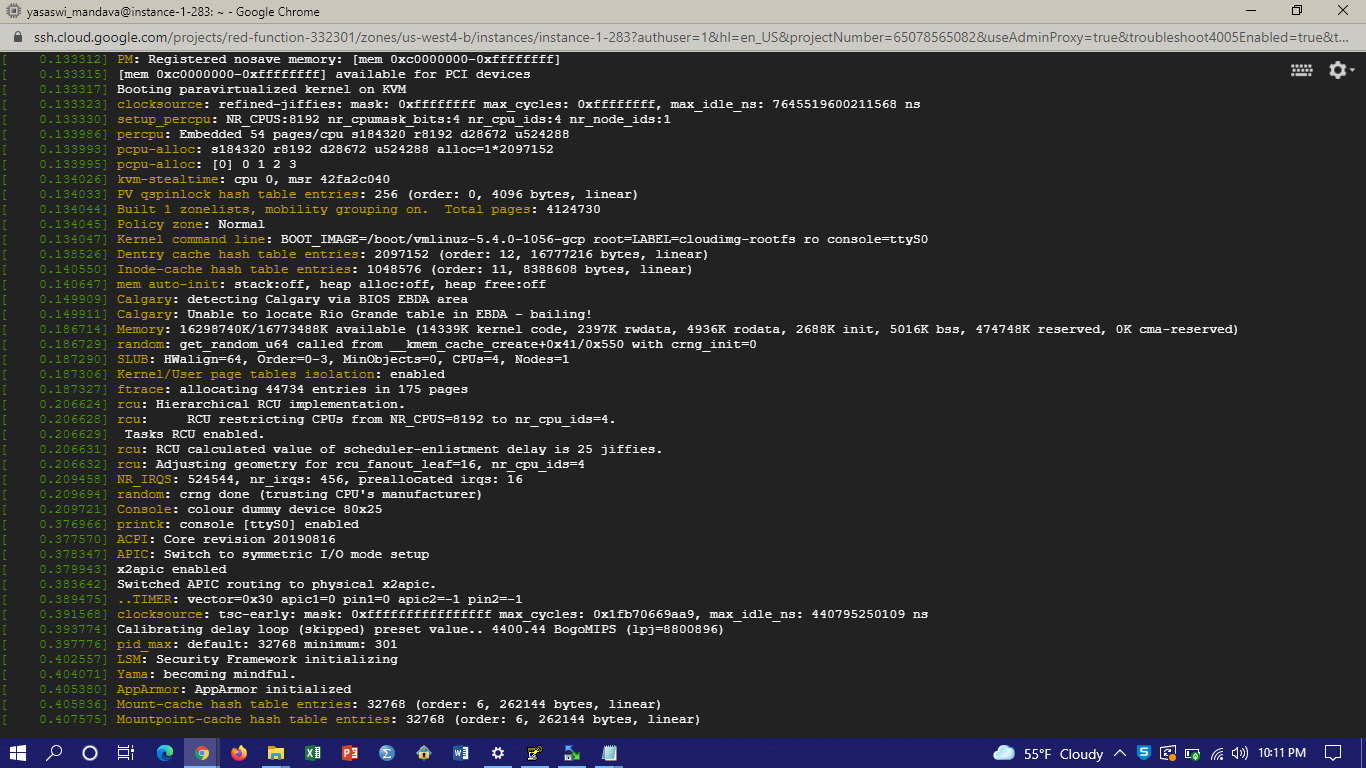 yasaswi_mandava@instance-1-283: ~ - Google Chrome
ssh.cloud.google.com/projects/red-function-332301/zones/us-west4-b/instances/instance-1-283?authuser=1&hl=en_US&projectNumber=65078565082&useAdminProxy=true&troubleshoot4005Enabled=true&t...
[    0.133312] PM: Registered nosave memory: [mem 0xc0000000-0xffffffff]
[    0.133315] [mem 0xc0000000-0xffffffff] available for PCI devices
[    0.133317] Booting paravirtualized kernel on KVM
[    0.133323] clocksource: refined-jiffies: mask: 0xffffffff max_cycles: 0xffffffff, max_idle_ns: 7645519600211568 ns
[    0.133330] setup_percpu: NR_CPUS:8192 nr_cpumask_bits:4 nr_cpu_ids:4 nr_node_ids:1
[    0.133986] percpu: Embedded 54 pages/cpu s184320 r8192 d28672 u524288
[    0.133993] pcpu-alloc: s184320 r8192 d28672 u524288 alloc=1*2097152
[    0.133995] pcpu-alloc: [0] 0 1 2 3
[    0.134026] kvm-stealtime: cpu 0, msr 42fa2c040
[    0.134033] PV qspinlock hash table entries: 256 (order: 0, 4096 bytes, linear)
[    0.134044] Built 1 zonelists, mobility grouping on.  Total pages: 4124730
[    0.134045] Policy zone: Normal
[    0.134047] Kernel command line: BOOT_IMAGE=/boot/vmlinuz-5.4.0-1056-gcp root=LABEL=cloudimg-rootfs ro console=ttyS0
[    0.138526] Dentry cache hash table entries: 2097152 (order: 12, 16777216 bytes, linear)
[    0.140550] Inode-cache hash table entries: 1048576 (order: 11, 8388608 bytes, linear)
[    0.140647] mem auto-init: stack:off, heap alloc:off, heap free:off
[    0.149909] Calgary: detecting Calgary via BIOS EBDA area
[    0.149911] Calgary: Unable to locate Rio Grande table in EBDA - bailing!
[    0.186714] Memory: 16298740K/16773488K available (14339K kernel code, 2397K rwdata, 4936K rodata, 2688K init, 5016K bss, 474748K reserved, 0K cma-reserved)
[    0.186729] random: get_random_u64 called from __kmem_cache_create+0x41/0x550 with crng_init=0
[    0.187290] SLUB: HWalign=64, Order=0-3, MinObjects=0, CPUs=4, Nodes=1
[    0.187306] Kernel/User page tables isolation: enabled
[    0.187327] ftrace: allocating 44734 entries in 175 pages
[    0.206624] rcu: Hierarchical RCU implementation.
[    0.206628] rcu:     RCU restricting CPUs from NR_CPUS=8192 to nr_cpu_ids=4.
[    0.206629]  Tasks RCU enabled.
[    0.206631] rcu: RCU calculated value of scheduler-enlistment delay is 25 jiffies.
[    0.206632] rcu: Adjusting geometry for rcu_fanout_leaf=16, nr_cpu_ids=4
[    0.209458] NR_IRQS: 524544, nr_irqs: 456, preallocated irqs: 16
[    0.209694] random: crng done (trusting CPU's manufacturer)
[    0.209721] Console: colour dummy device 80x25
[    0.376966] printk: console [ttyS0] enabled
[    0.377570] ACPI: Core revision 20190816
[    0.378347] APIC: Switch to symmetric I/O mode setup
[    0.379943] x2apic enabled
[    0.383642] Switched APIC routing to physical x2apic.
[    0.389475] ..TIMER: vector=0x30 apic1=0 pin1=0 apic2=-1 pin2=-1
[    0.391568] clocksource: tsc-early: mask: 0xffffffffffffffff max_cycles: 0x1fb70669aa9, max_idle_ns: 440795250109 ns
[    0.393774] Calibrating delay loop (skipped) preset value.. 4400.44 BogoMIPS (lpj=8800896)
[    0.397776] pid_max: default: 32768 minimum: 301
[    0.402557] LSM: Security Framework initializing
[    0.404071] Yama: becoming mindful.
[    0.405380] AppArmor: AppArmor initialized
[    0.405836] Mount-cache hash table entries: 32768 (order: 6, 262144 bytes, linear)
[    0.407575] Mountpoint-cache hash table entries: 32768 (order: 6, 262144 bytes, linear)
55°F Cloudy 10:11 PM